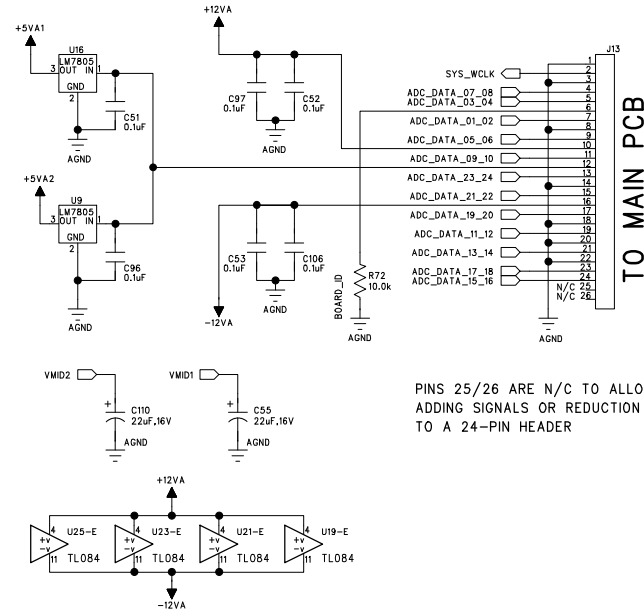 +5VA1
U16
LM7805
3 OUT IN 1
GND
2
C51
0.1uF
AGND
+5VA2
U9
LM7805
3 OUT IN 1
GND
2
C96
0.1uF
AGND
+12VA
C97
0.1uF
C52
0.1uF
AGND
C53
0.1uF
C106
0.1uF
AGND
-12VA
BOARD_ID
R72
10.0k
AGND
J13
SYS_WCLK
ADC_DATA_07_08
ADC_DATA_03_04
ADC_DATA_01_02
ADC_DATA_05_06
ADC_DATA_09_10
ADC_DATA_23_24
ADC_DATA_21_22
ADC_DATA_19_20
ADC_DATA_11_12
ADC_DATA_13_14
ADC_DATA_17_18
ADC_DATA_15_16
1
2
3
4
5
6
7
8
9
10
11
12
13
14
15
16
17
18
19
20
21
22
23
24
N/C 25
N/C 26
AGND
TO MAIN PCB
VMID2
+
C110
22uF,16V
AGND
VMID1
+
C55
22uF,16V
AGND
PINS 25/26 ARE N/C TO ALLO
ADDING SIGNALS OR REDUCTION
TO A 24-PIN HEADER
+12VA
4
+v
-v
11
U25-E
TL084
4
+v
-v
11
U23-E
TL084
4
+v
-v
11
U21-E
TL084
4
+v
-v
11
U19-E
TL084
-12VA